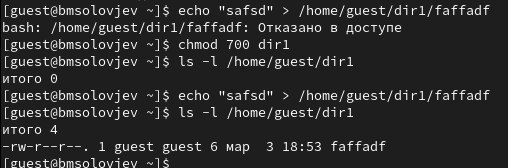 [guest@bmsolovjev ~]$ echo "safsd" > /home/guest/dir1/faffadf
bash: /home/guest/dir1/faffadf: Отказано в доступе
[guest@bmsolovjev ~]$ chmod 700 dir1
[guest@bmsolovjev ~]$ ls -l /home/guest/dir1
итого 0
[guest@bmsolovjev ~]$ echo "safsd" > /home/guest/dir1/faffadf
[guest@bmsolovjev ~]$ ls -l /home/guest/dir1
итого 4
-rw-r--r--. 1 guest guest 6 мар  3 18:53 faffadf
[guest@bmsolovjev ~]$